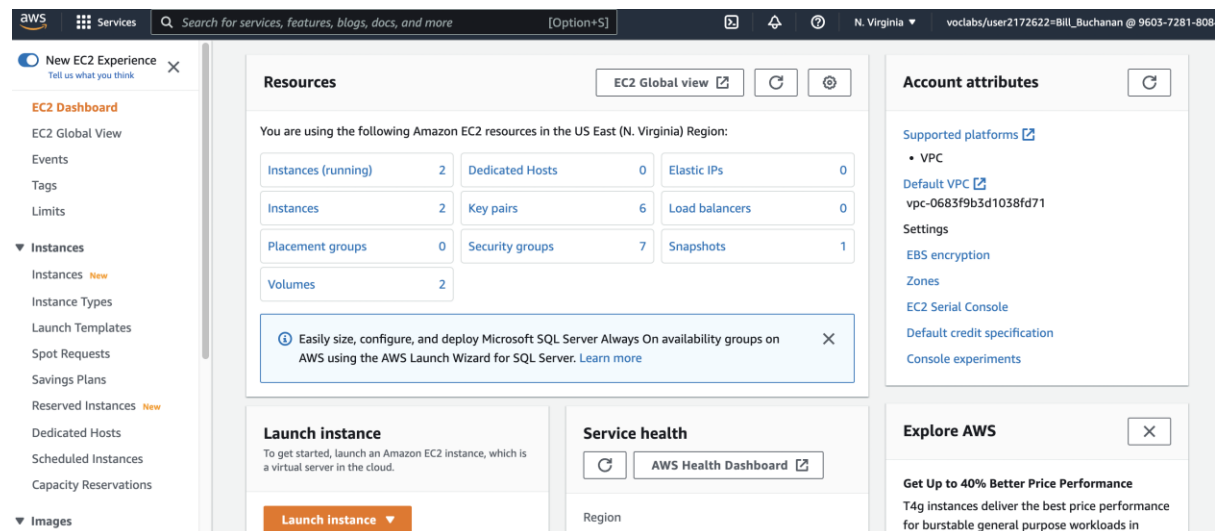 aws
Services
Search for services, features, blogs, docs, and more
[Option+S]
N. Virginia ▼
voclabs/user2172622=Bill_Buchanan @ 9603-7281-808
New EC2 Experience
Tell us what you think
EC2 Dashboard
EC2 Global View
Events
Tags
Limits
▼ Instances
Instances New
Instance Types
Launch Templates
Spot Requests
Savings Plans
Reserved Instances New
Dedicated Hosts
Scheduled Instances
Capacity Reservations
▼ Images
Resources
EC2 Global view
You are using the following Amazon EC2 resources in the US East (N. Virginia) Region:
Instances (running) 2
Dedicated Hosts 0
Elastic IPs 0
Instances 2
Key pairs 6
Load balancers 0
Placement groups 0
Security groups 7
Snapshots 1
Volumes 2
Easily size, configure, and deploy Microsoft SQL Server Always On availability groups on
AWS using the AWS Launch Wizard for SQL Server. Learn more
Launch instance
To get started, launch an Amazon EC2 instance, which is
a virtual server in the cloud.
Launch instance ▼
Service health
AWS Health Dashboard
Region
Account attributes
Supported platforms
• VPC
Default VPC
vpc-0683f9b3d1038fd71
Settings
EBS encryption
Zones
EC2 Serial Console
Default credit specification
Console experiments
Explore AWS
Get Up to 40% Better Price Performance
T4g instances deliver the best price performance
for burstable general purpose workloads in